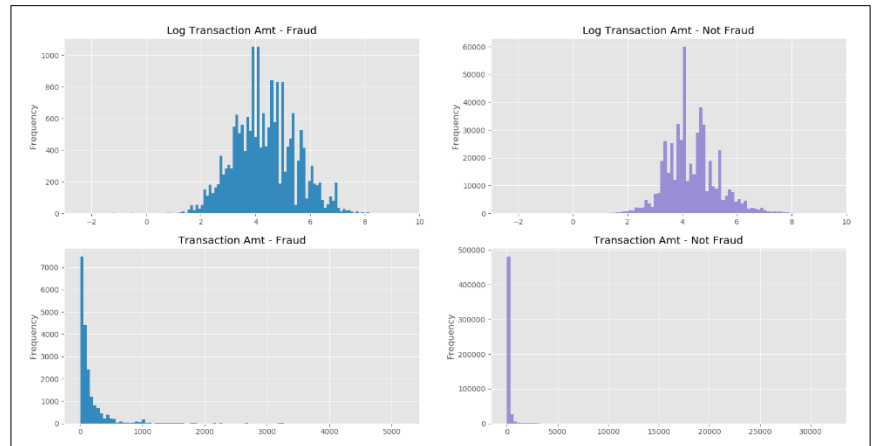 Log Transaction Amt - Fraud
Frequency
1000
800
600
400
200
0
-2 0 2 4 6 8 10
Log Transaction Amt - Not Fraud
Frequency
60000
50000
40000
30000
20000
10000
0
-2 0 2 4 6 8 10
Transaction Amt - Fraud
Frequency
7000
6000
5000
4000
3000
2000
1000
0
0 1000 2000 3000 4000 5000
Transaction Amt - Not Fraud
Frequency
500000
400000
300000
200000
100000
0
0 5000 10000 15000 20000 25000 30000